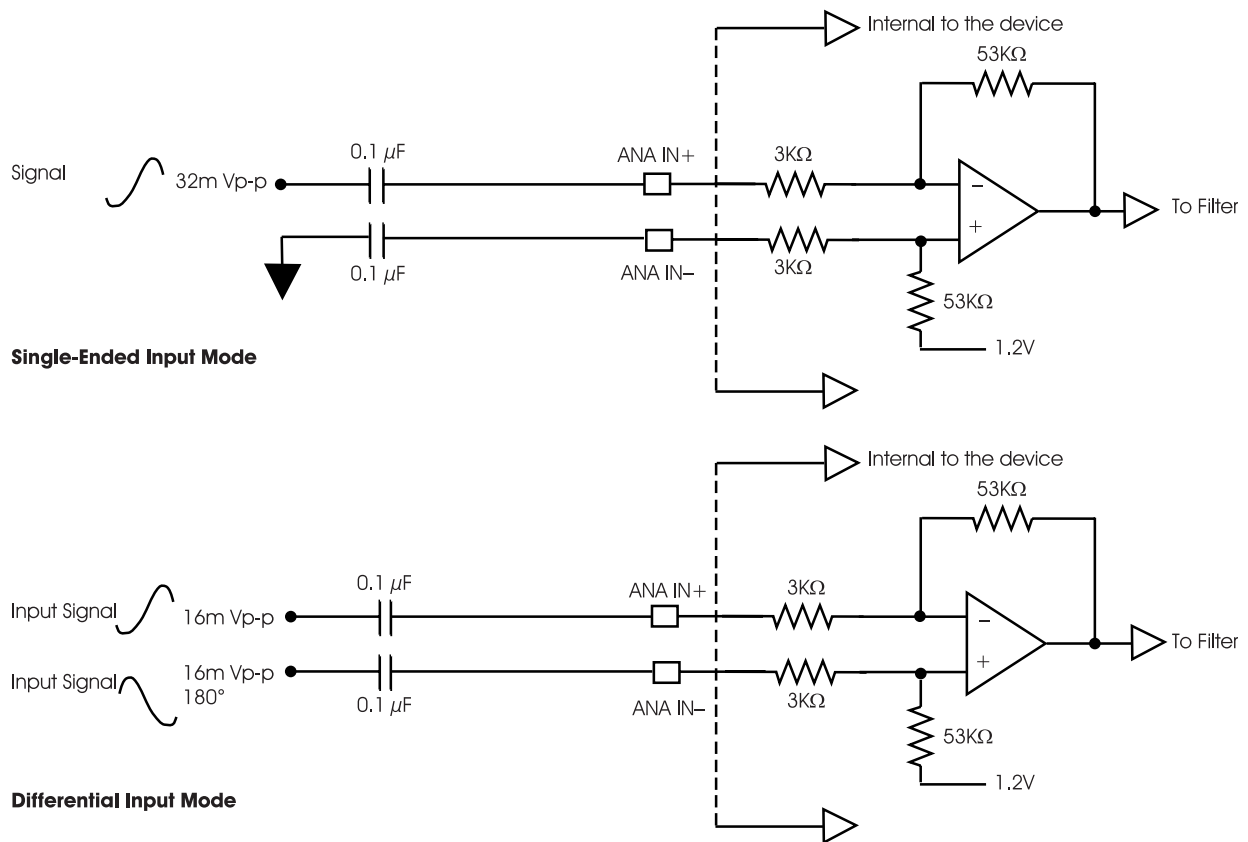 Internal to the device
53KΩ
0.1 µF
ANA IN+
3KΩ
Signal
32m Vp-p
−
To Filter
+
0.1 µF
ANA IN−
3KΩ
53KΩ
1.2V
Single-Ended Input Mode
Internal to the device
53KΩ
0.1 µF
ANA IN+
3KΩ
Input Signal
16m Vp-p
−
To Filter
Input Signal
16m Vp-p
180°
+
0.1 µF
ANA IN−
3KΩ
53KΩ
1.2V
Differential Input Mode